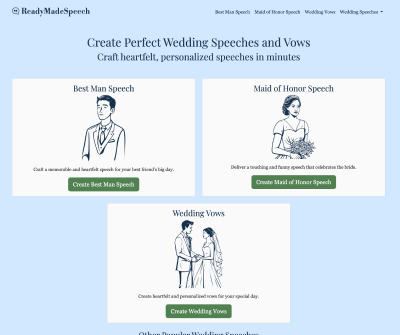 ReadyMadeSpeech
Best Man Speech Maid of Honor Speech Wedding Vows Wedding Speeches
Create Perfect Wedding Speeches and Vows
Craft heartfelt, personalized speeches in minutes
Best Man Speech
Craft a memorable and heartfelt speech for your best friend's big day.
Create Best Man Speech
Maid of Honor Speech
Deliver a touching and funny speech that celebrates the bride.
Create Maid of Honor Speech
Wedding Vows
Create heartfelt and personalized vows for your special day.
Create Wedding Vows
Other Popular Wedding Speeches